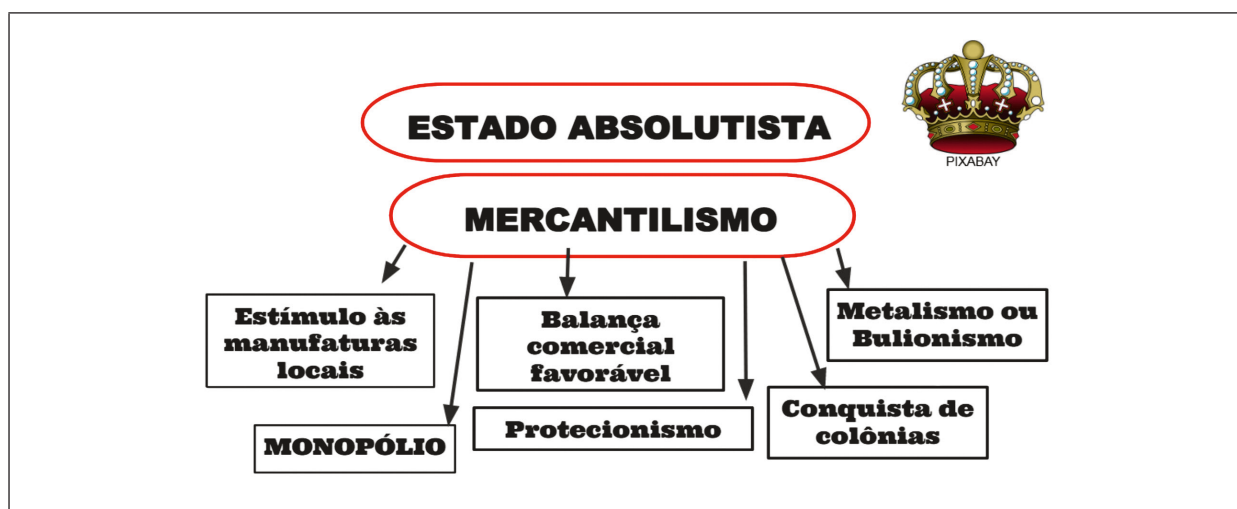 ESTADO ABSOLUTISTA
PIXABAY
MERCANTILISMO
Estímulo às
manufaturas
locais
MONOPÓLIO
Balança
comercial
favorável
Protecionismo
Conquista de
colônias
Metalismo ou
Bulionismo